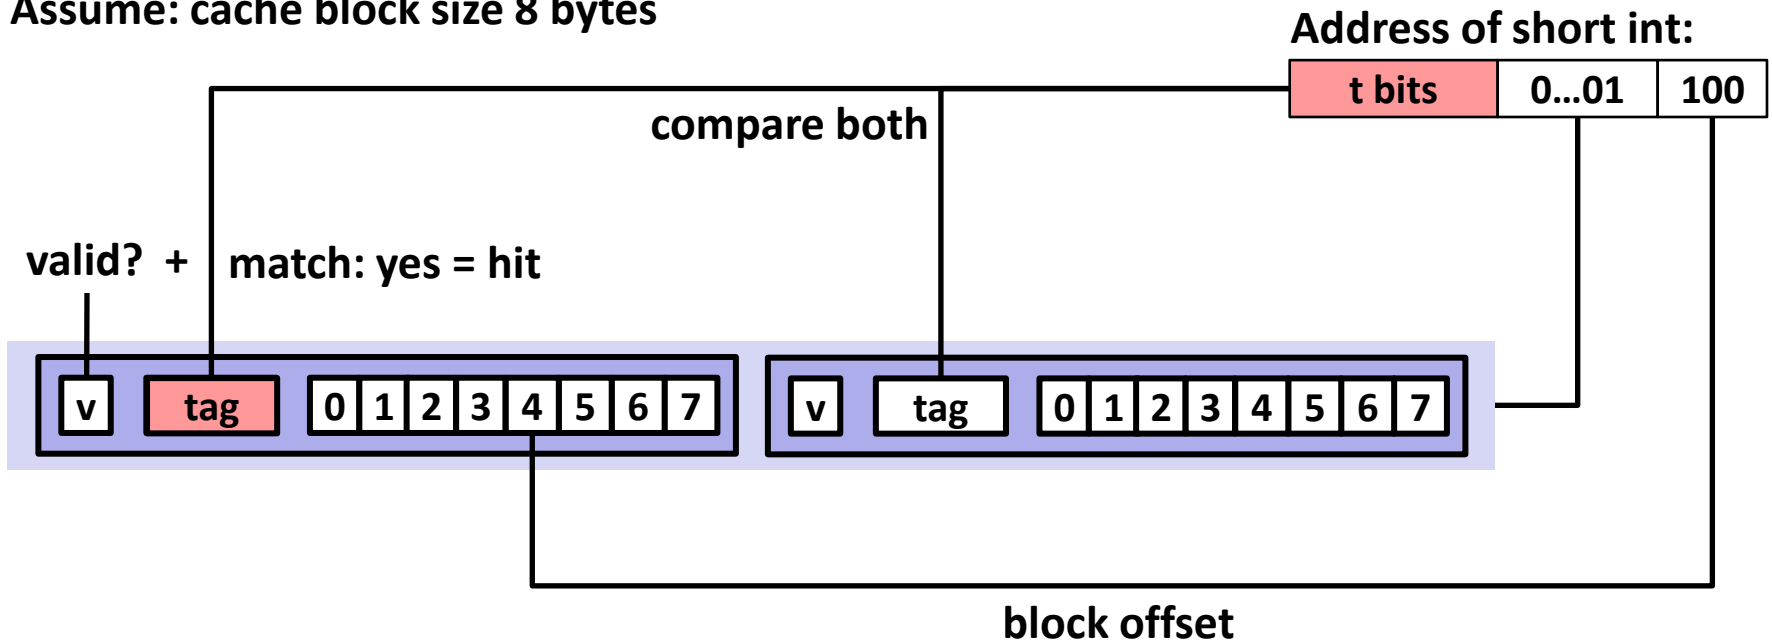 Assume: cache block size 8 bytes
Address of short int:
t bits 0...01 100
compare both
valid? + match: yes = hit
v tag 0 1 2 3 4 5 6 7 v tag 0 1 2 3 4 5 6 7
block offset